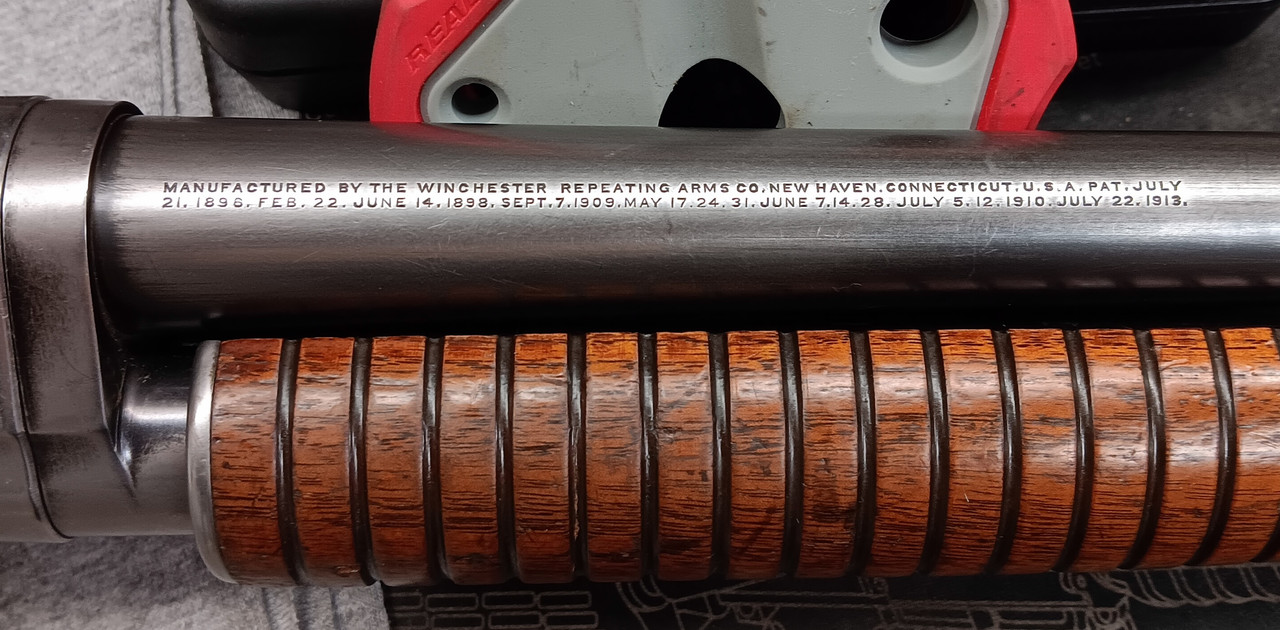 REAL
MANUFACTURED BY THE WINCHESTER REPEATING ARMS CO. NEW HAVEN. CONNECTICUT. U.S.A. PAT. JULY
21. 1896. FEB. 22. JUNE 14. 1898. SEPT. 7. 1909. MAY 17. 24. 31. JUNE 7. 14. 28. JULY 5. 12. 1910. JULY 22. 1913.